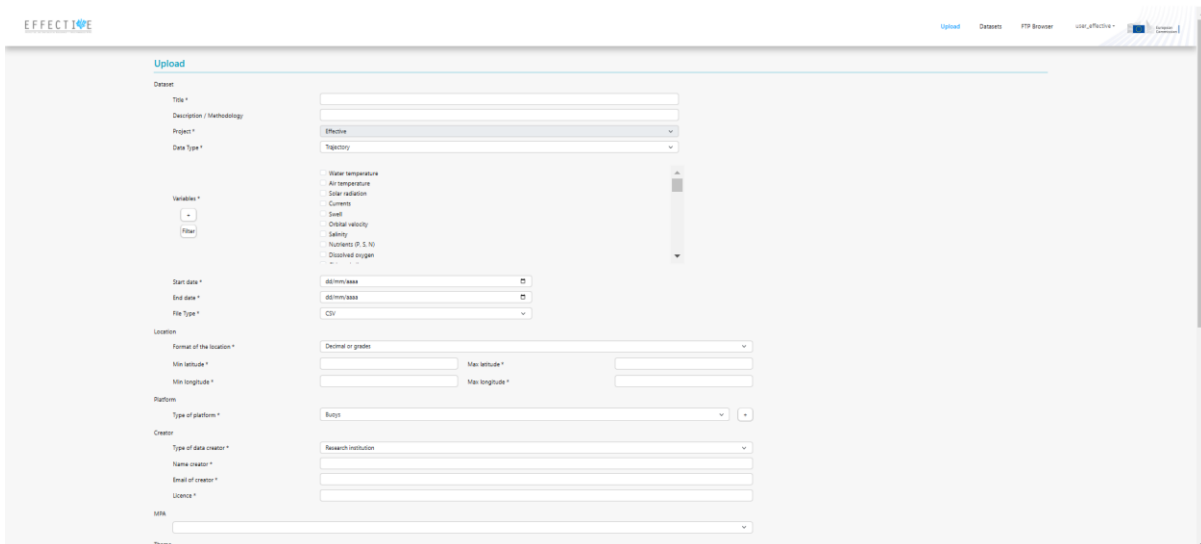 EFFECTIVE
Upload Datasets FTP Browser user_effective
European Commission
Upload
Dataset
Title *
Description / Methodology
Project * Effective
Data Type * Trajectory
Variables *
+
Filter
Water temperature
Air temperature
Solar radiation
Currents
Swell
Orbital velocity
Salinity
Nutrients (P, S, N)
Dissolved oxygen
Start date * dd/mm/aaaa
End date * dd/mm/aaaa
File Type * CSV
Location
Format of the location * Decimal or grades
Min latitude * Max latitude *
Min longitude * Max longitude *
Platform
Type of platform * Buoys +
Creator
Type of data creator * Research institution
Name creator *
Email of creator *
Licence *
MPA